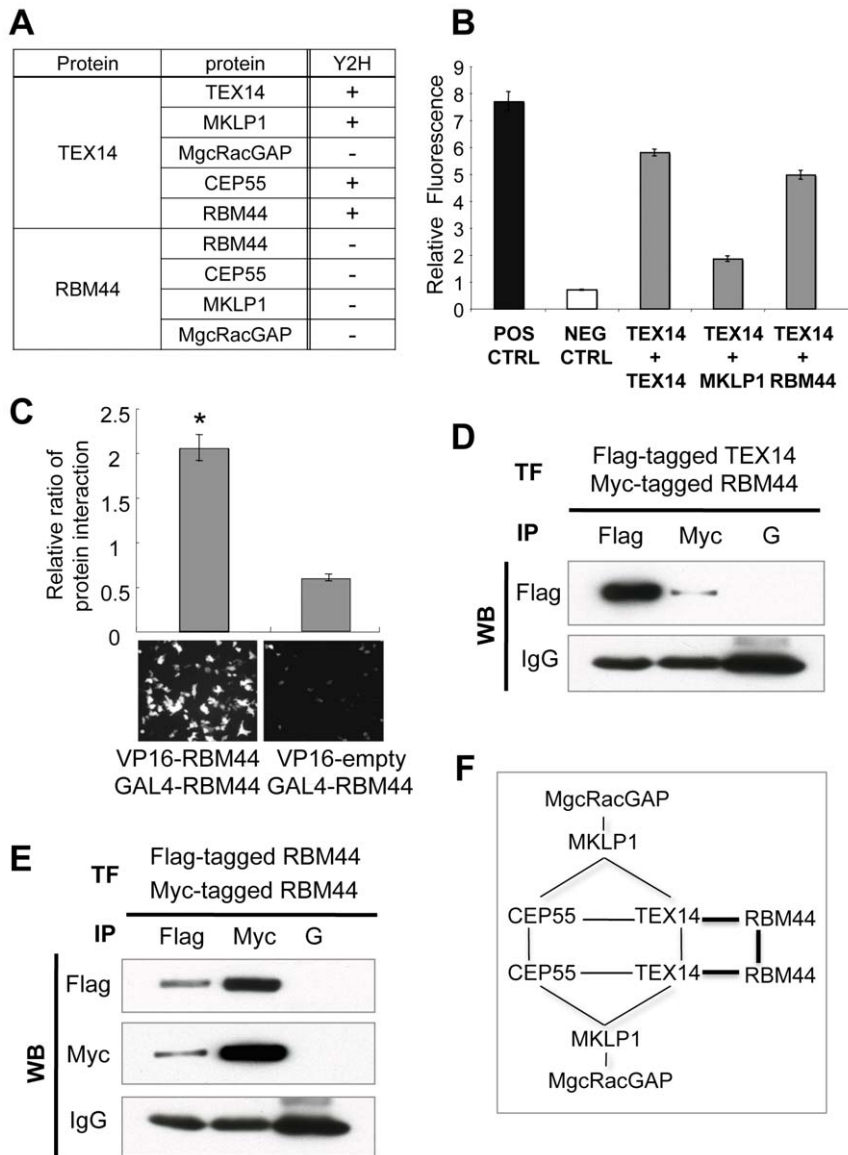 A
Protein protein Y2H
TEX14
TEX14 +
MKLP1 +
MgcRacGAP -
CEP55 +
RBM44 +
RBM44
RBM44 -
CEP55 -
MKLP1 -
MgcRacGAP -
B
Relative Fluorescence
9
8
7
6
5
4
3
2
1
0
POS CTRL
NEG CTRL
TEX14 + TEX14
TEX14 + MKLP1
TEX14 + RBM44
C
Relative ratio of
protein interaction
2.5
2
1.5
1
0.5
0
*
VP16-RBM44 VP16-empty
GAL4-RBM44 GAL4-RBM44
D
TF
Flag-tagged TEX14
Myc-tagged RBM44
IP Flag Myc G
WB
Flag
IgG
E
TF
Flag-tagged RBM44
Myc-tagged RBM44
IP Flag Myc G
WB
Flag
Myc
IgG
F
MgcRacGAP
MKLP1
CEP55 TEX14 RBM44
CEP55 TEX14 RBM44
MKLP1
MgcRacGAP